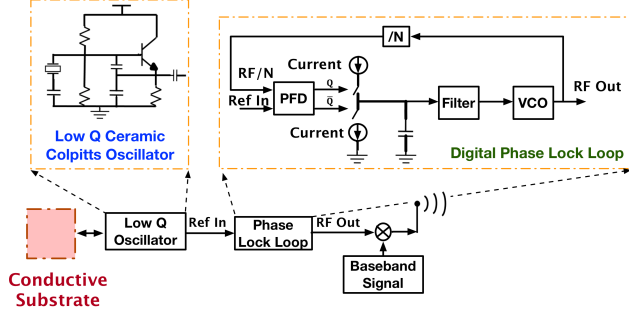 /N
Current
RF/N
Q
RF Out
Ref In
PFD
Q̅
Filter
VCO
Current
Low Q Ceramic
Colpitts Oscillator
Digital Phase Lock Loop
Low Q
Oscillator
Ref In
Phase
Lock Loop
RF Out
Conductive
Substrate
Baseband
Signal